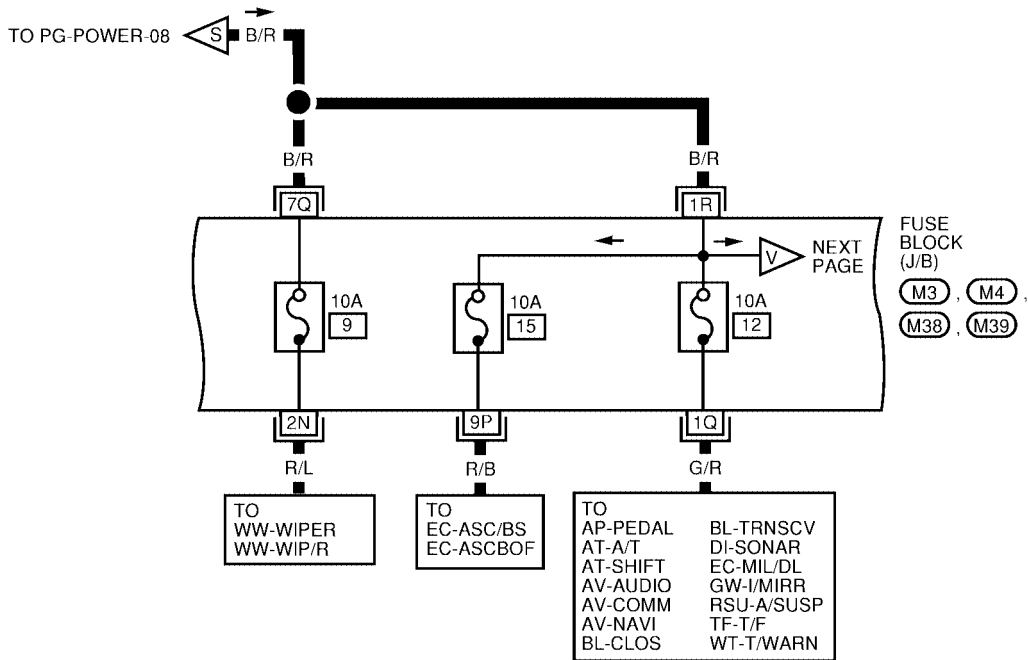 TO PG-POWER-08 S B/R
B/R B/R
7Q 1R
FUSE
BLOCK
(J/B)
V NEXT
PAGE
M3 , M4 ,
M38 , M39
10A
9
10A
15
10A
12
2N 9P 1Q
R/L R/B G/R
TO
WW-WIPER
WW-WIP/R
TO
EC-ASC/BS
EC-ASCBOF
TO
AP-PEDAL BL-TRNSCV
AT-A/T DI-SONAR
AT-SHIFT EC-MIL/DL
AV-AUDIO GW-I/MIRR
AV-COMM RSU-A/SUSP
AV-NAVI TF-T/F
BL-CLOS WT-T/WARN